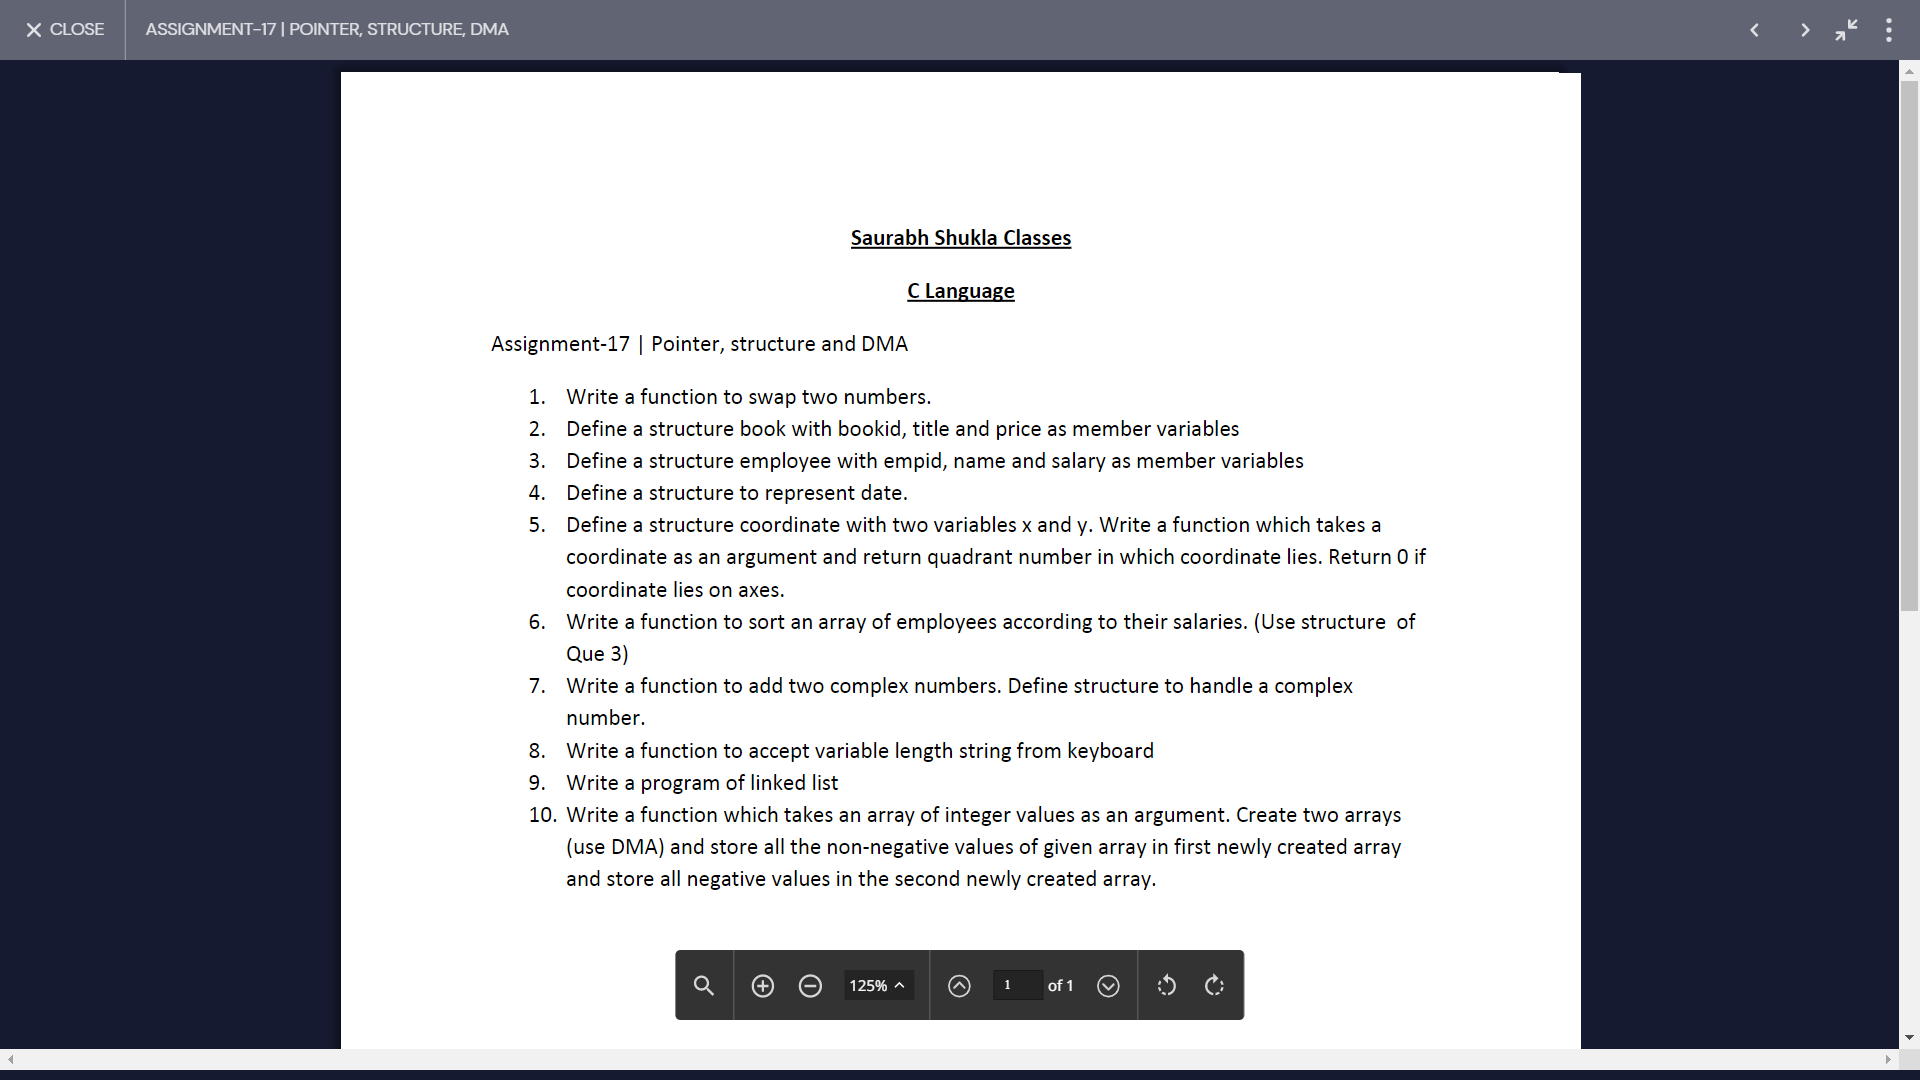 CLOSE
ASSIGNMENT-17 | POINTER, STRUCTURE, DMA
Saurabh Shukla Classes
C Language
Assignment-17 | Pointer, structure and DMA
1. Write a function to swap two numbers.
2. Define a structure book with bookid, title and price as member variables
3. Define a structure employee with empid, name and salary as member variables
4. Define a structure to represent date.
5. Define a structure coordinate with two variables x and y. Write a function which takes a
coordinate as an argument and return quadrant number in which coordinate lies. Return 0 if
coordinate lies on axes.
6. Write a function to sort an array of employees according to their salaries. (Use structure  of
Que 3)
7. Write a function to add two complex numbers. Define structure to handle a complex
number.
8. Write a function to accept variable length string from keyboard
9. Write a program of linked list
10. Write a function which takes an array of integer values as an argument. Create two arrays
(use DMA) and store all the non-negative values of given array in first newly created array
and store all negative values in the second newly created array.
125%
1 of 1